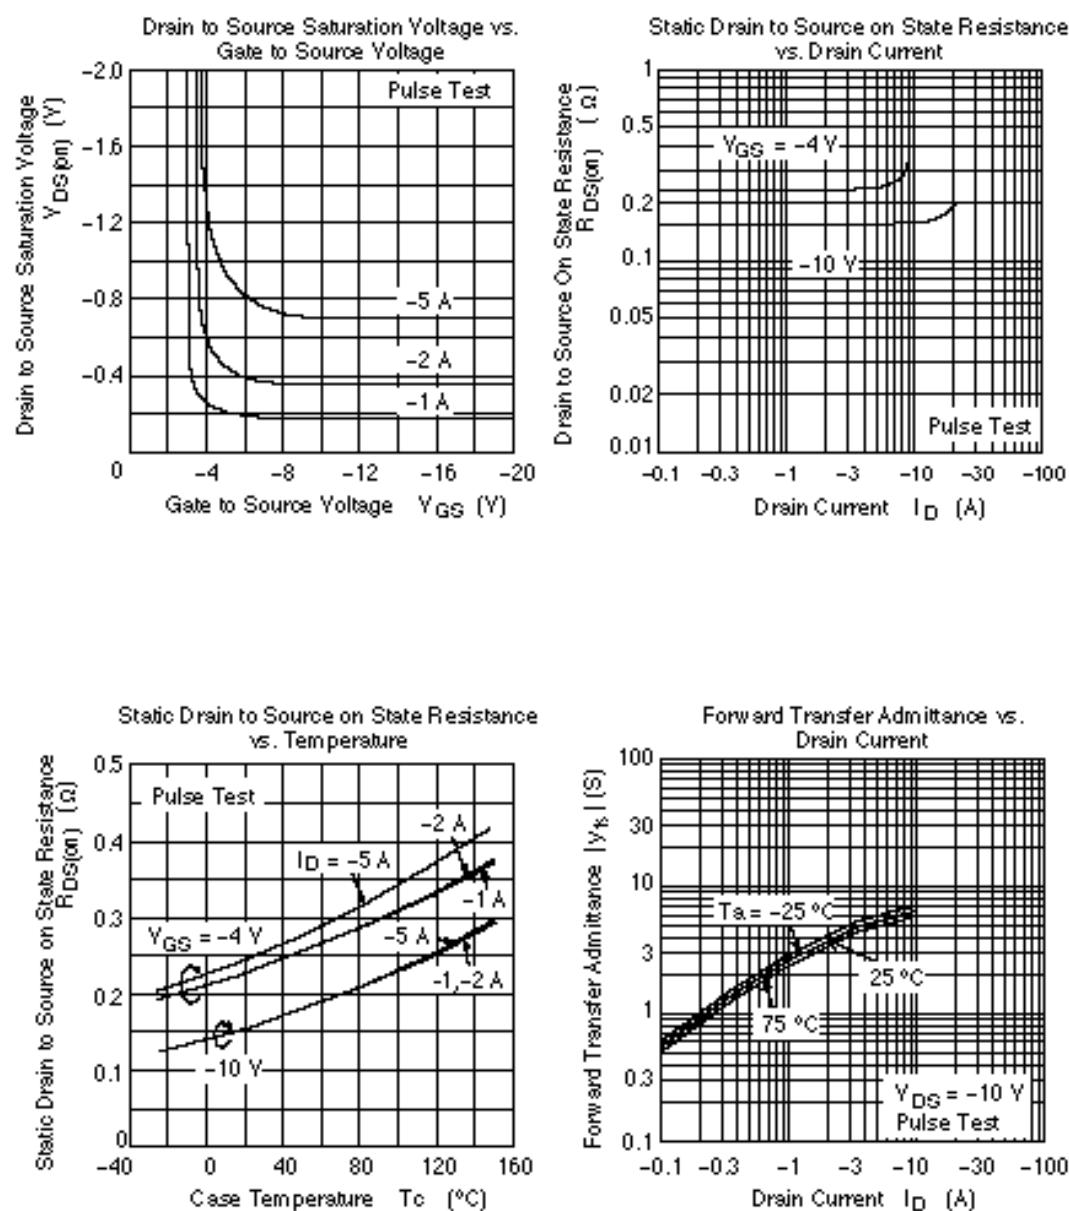 Drain to Source Saturation Voltage vs.
Gate to Source Voltage
Drain to Source Saturation Voltage
V DS(on) (V)
-2.0
-1.6
-1.2
-0.8
-0.4
0
Pulse Test
-5 A
-2 A
-1 A
-4 -8 -12 -16 -20
Gate to Source Voltage V GS (V)
Static Drain to Source on State Resistance
vs. Drain Current
Drain to Source On State Resistance
R DS(on) (Ω)
1
0.5
0.2
0.1
0.05
0.02
0.01
V GS = -4 V
-10 V
Pulse Test
-0.1 -0.3 -1 -3 -10 -30 -100
Drain Current I D (A)
Static Drain to Source on State Resistance
vs. Temperature
Static Drain to Source on State Resistance
R DS(on) (Ω)
0.5
0.4
0.3
0.2
0.1
0
Pulse Test
-2 A
I D = -5 A
-1 A
V GS = -4 V
-5 A
-1,-2 A
-10 V
-40 0 40 80 120 160
Case Temperature Tc (°C)
Forward Transfer Admittance vs.
Drain Current
Forward Transfer Admittance |y fs| (S)
100
30
10
3
1
0.3
0.1
Ta = -25 °C
25 °C
75 °C
V DS = -10 V
Pulse Test
-0.1 -0.3 -1 -3 -10 -30 -100
Drain Current I D (A)